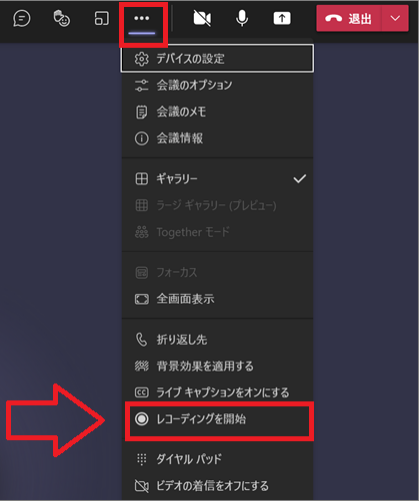 退出
デバイスの設定
会議のオプション
会議のメモ
会議情報
ギャラリー
ラージ ギャラリー (プレビュー)
Together モード
フォーカス
全画面表示
折り返し先
背景効果を適用する
CC ライブ キャプションをオンにする
レコーディングを開始
ダイヤル パッド
ビデオの着信をオフにする